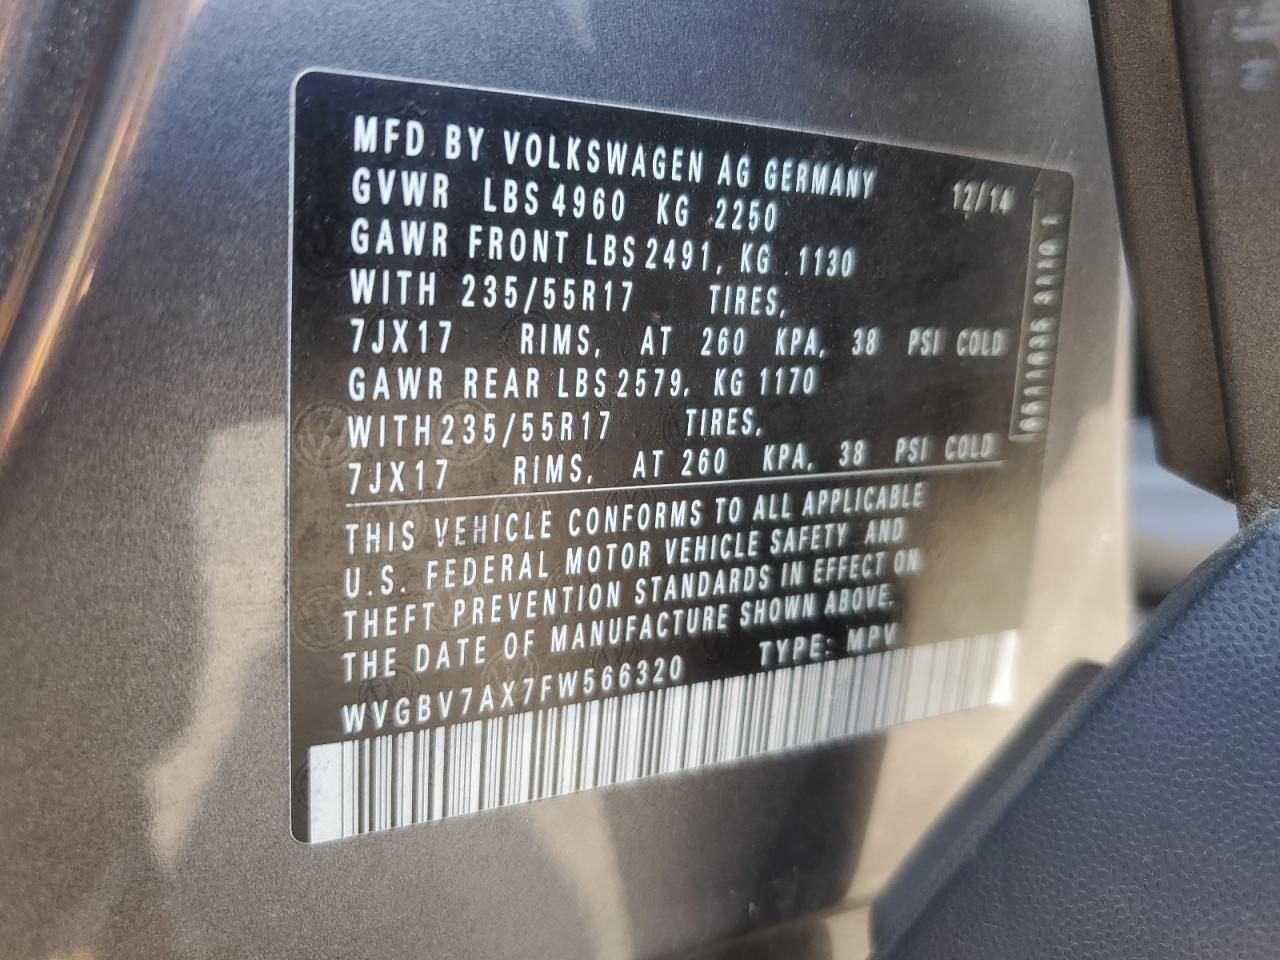 MFD BY VOLKSWAGEN AG GERMANY 12/14
GVWR LBS 4960 KG 2250
GAWR FRONT LBS 2491, KG 1130
WITH 235/55R17 TIRES,
7JX17 RIMS, AT 260 KPA, 38 PSI COLD
GAWR REAR LBS 2579, KG 1170
WITH 235/55R17 TIRES,
7JX17 RIMS, AT 260 KPA, 38 PSI COLD
THIS VEHICLE CONFORMS TO ALL APPLICABLE
U.S. FEDERAL MOTOR VEHICLE SAFETY AND
THEFT PREVENTION STANDARDS IN EFFECT ON
THE DATE OF MANUFACTURE SHOWN ABOVE.
WVGBV7AX7FW566320 TYPE: MPV